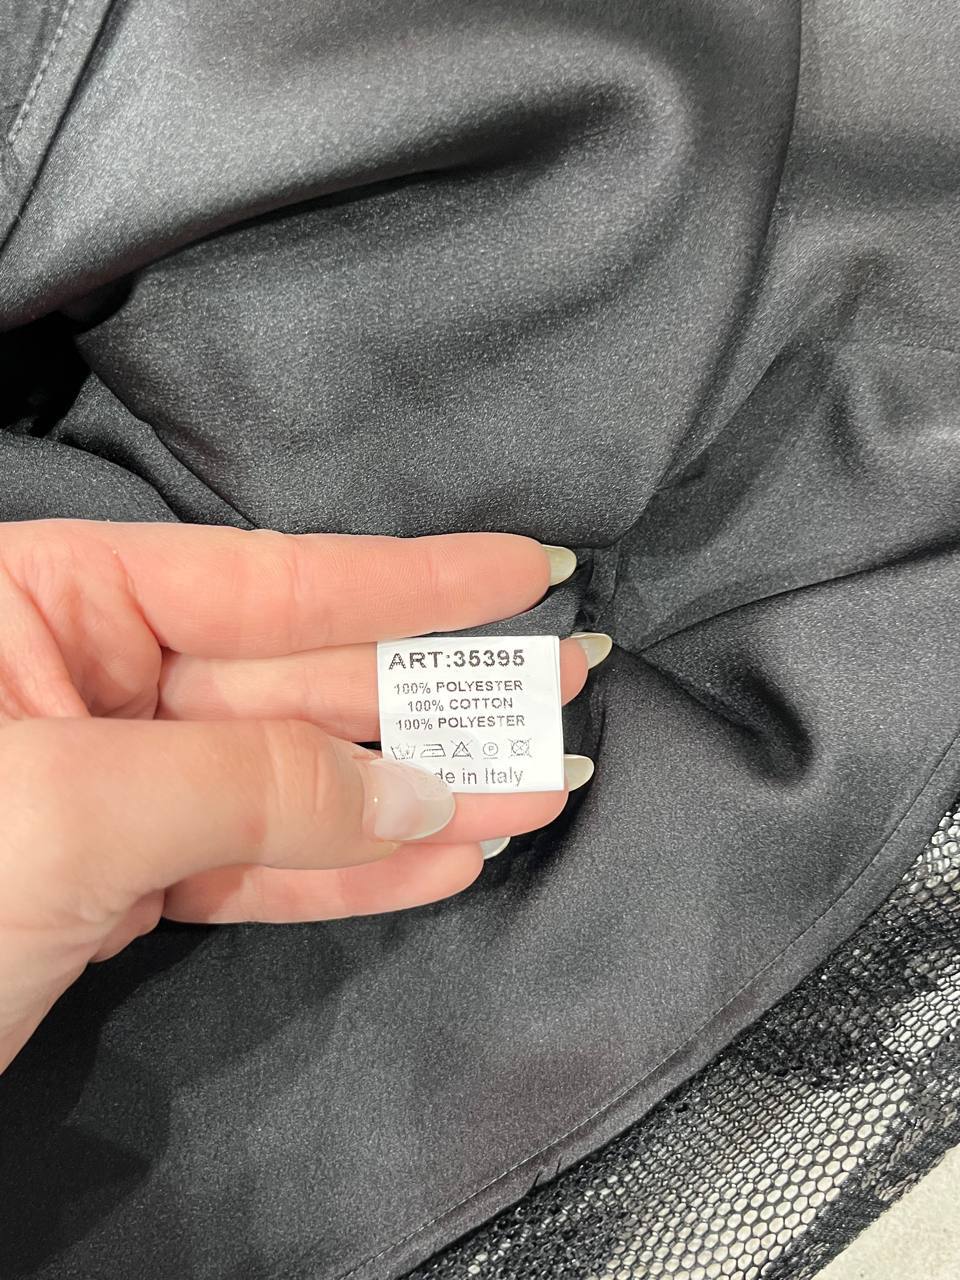 ART:35395
100% POLYESTER
100% COTTON
100% POLYESTER
P
de in Italy